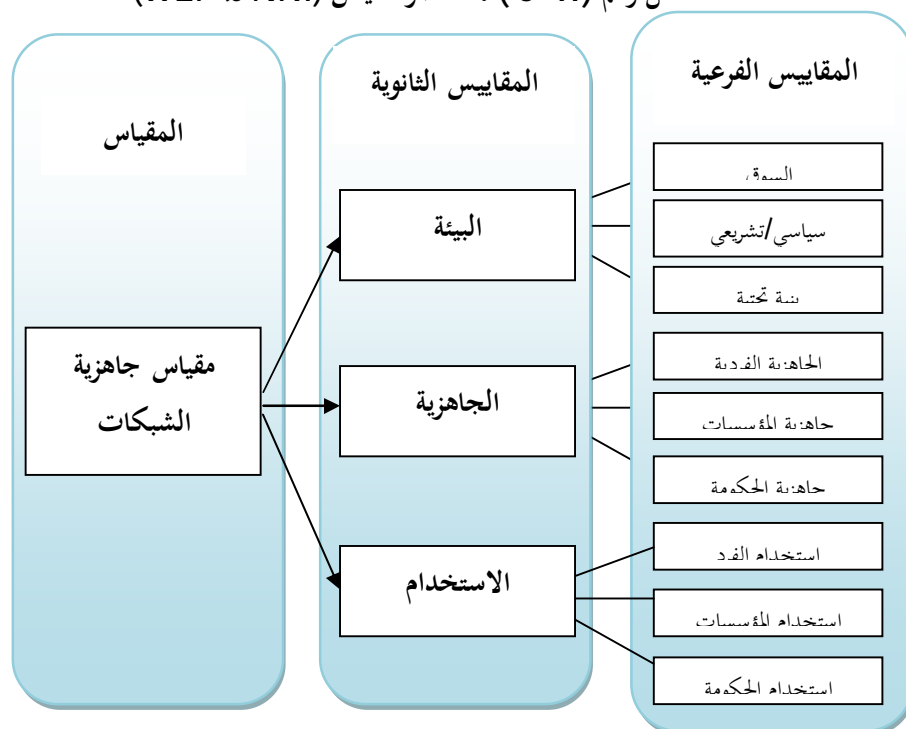 المقياس
المقاييس الثانوية
المقاييس الفرعية
مقياس جاهزية
الشبكات
البيئة
الجاهزية
الاستخدام
السوق
سياسي/تشريعي
بنية تحتية
الجاهزية الفردية
جاهزية المؤسسات
جاهزية الحكومة
استخدام الفرد
استخدام المؤسسات
استخدام الحكومة